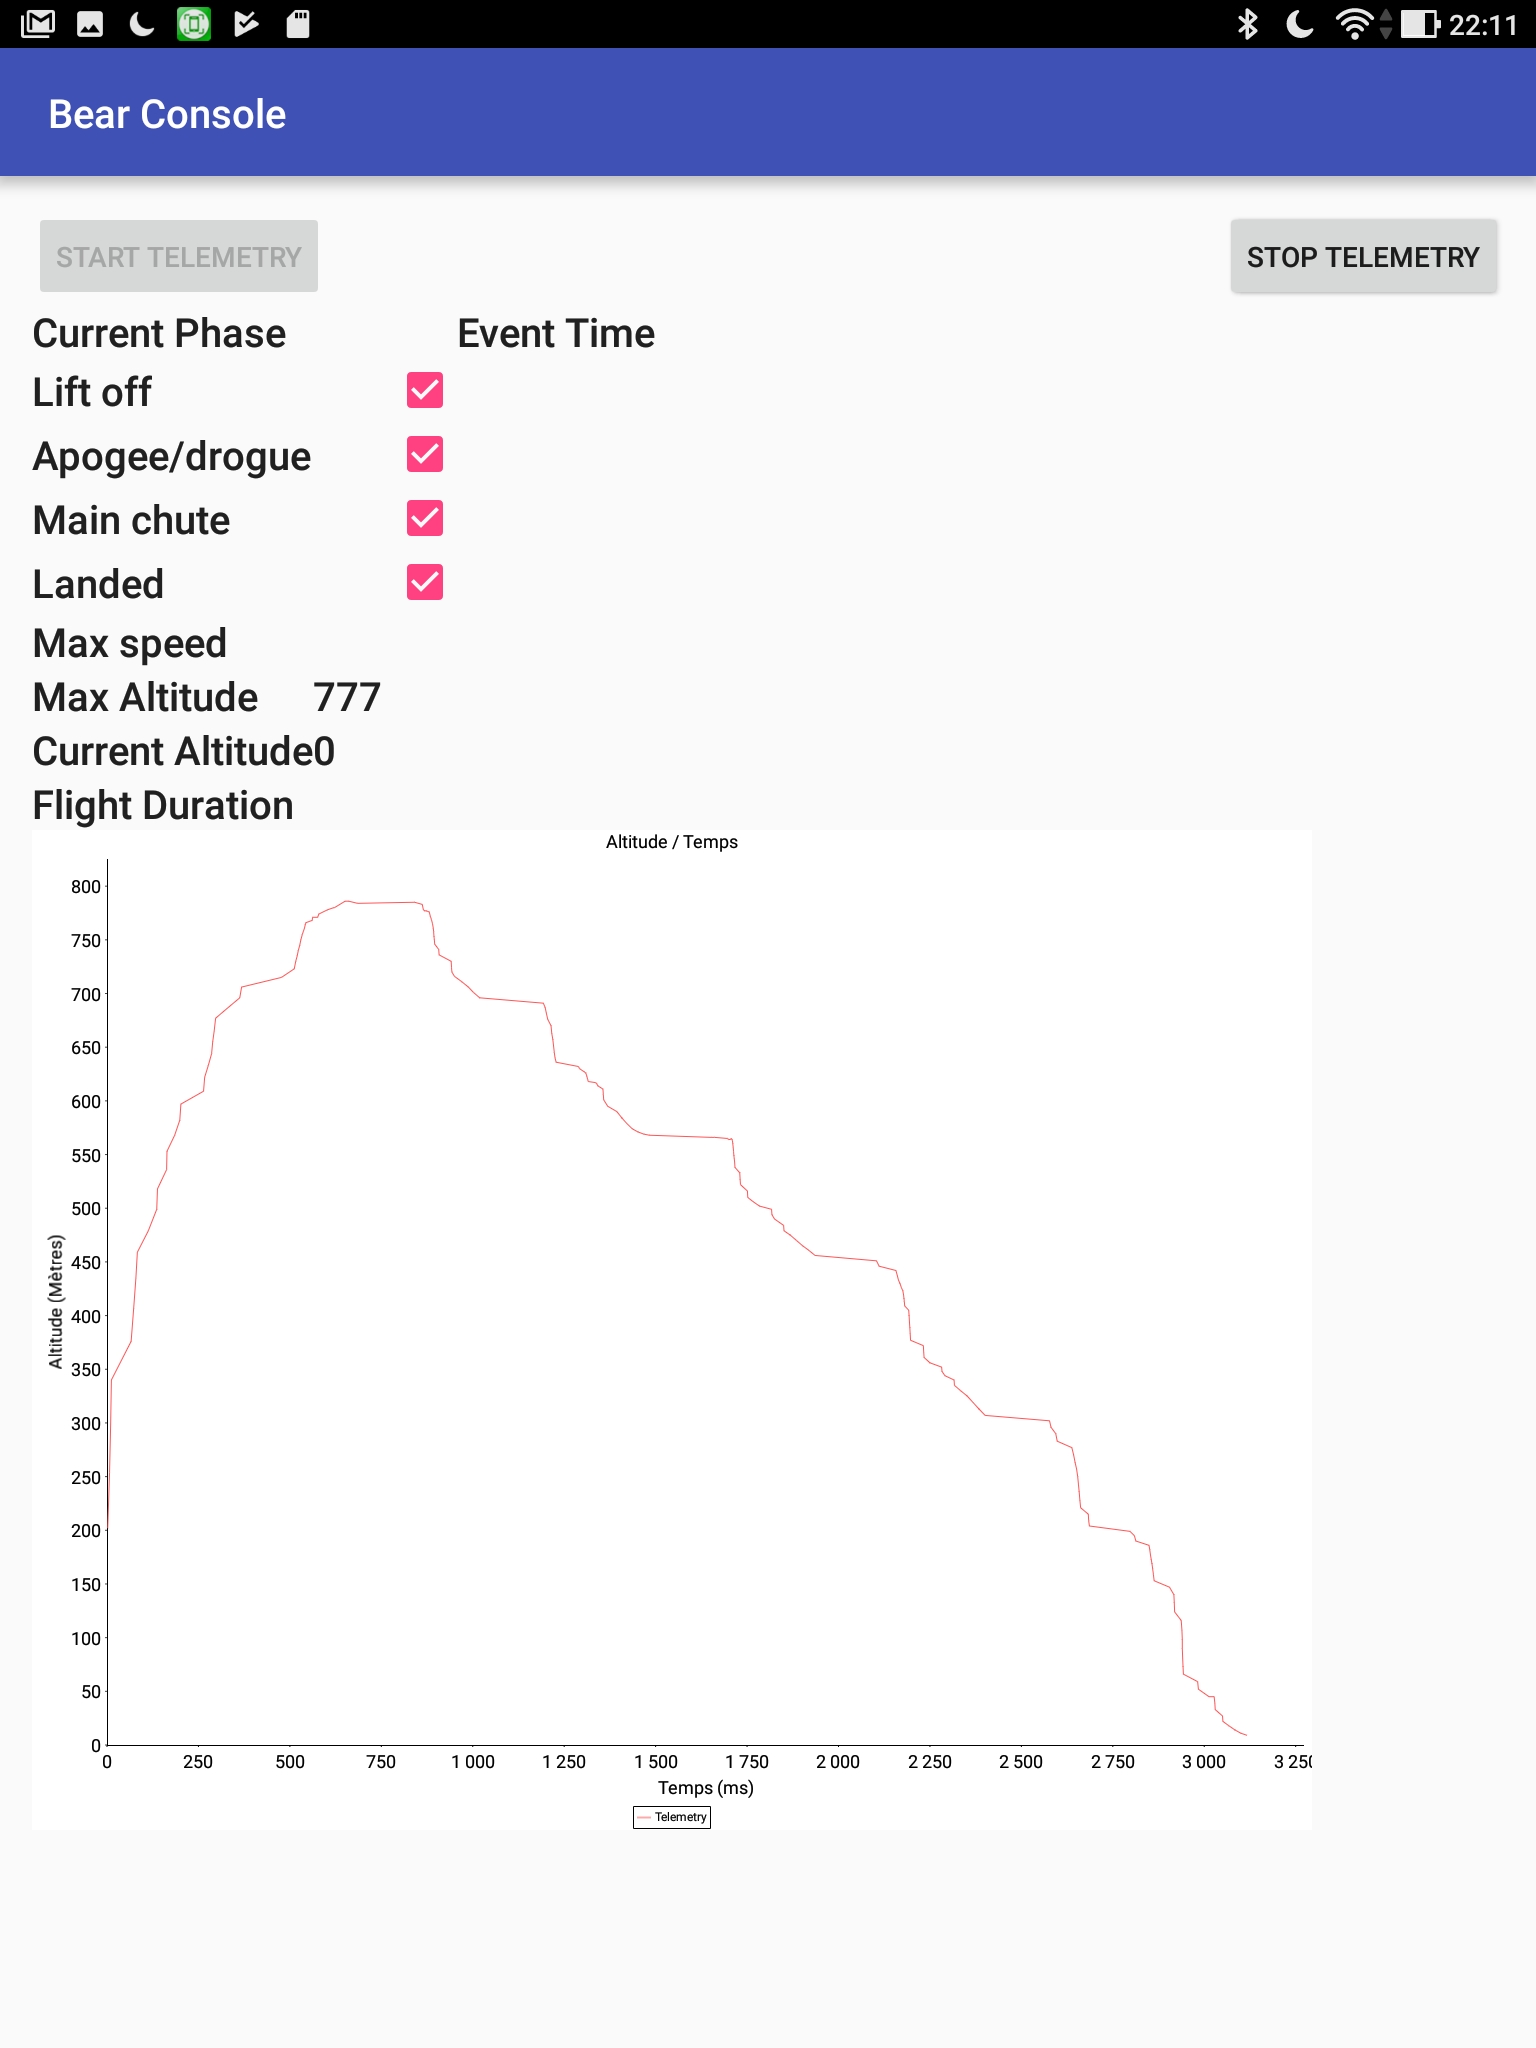 22:11
Bear Console
START TELEMETRY STOP TELEMETRY
Current Phase Event Time
Lift off
Apogee/drogue
Main chute
Landed
Max speed
Max Altitude 777
Current Altitude0
Flight Duration
Altitude / Temps
800
750
700
650
600
550
500
450
400
350
300
250
200
150
100
50
0
Altitude (Mètres)
0 250 500 750 1 000 1 250 1 500 1 750 2 000 2 250 2 500 2 750 3 000 3 250
Temps (ms)
Telemetry